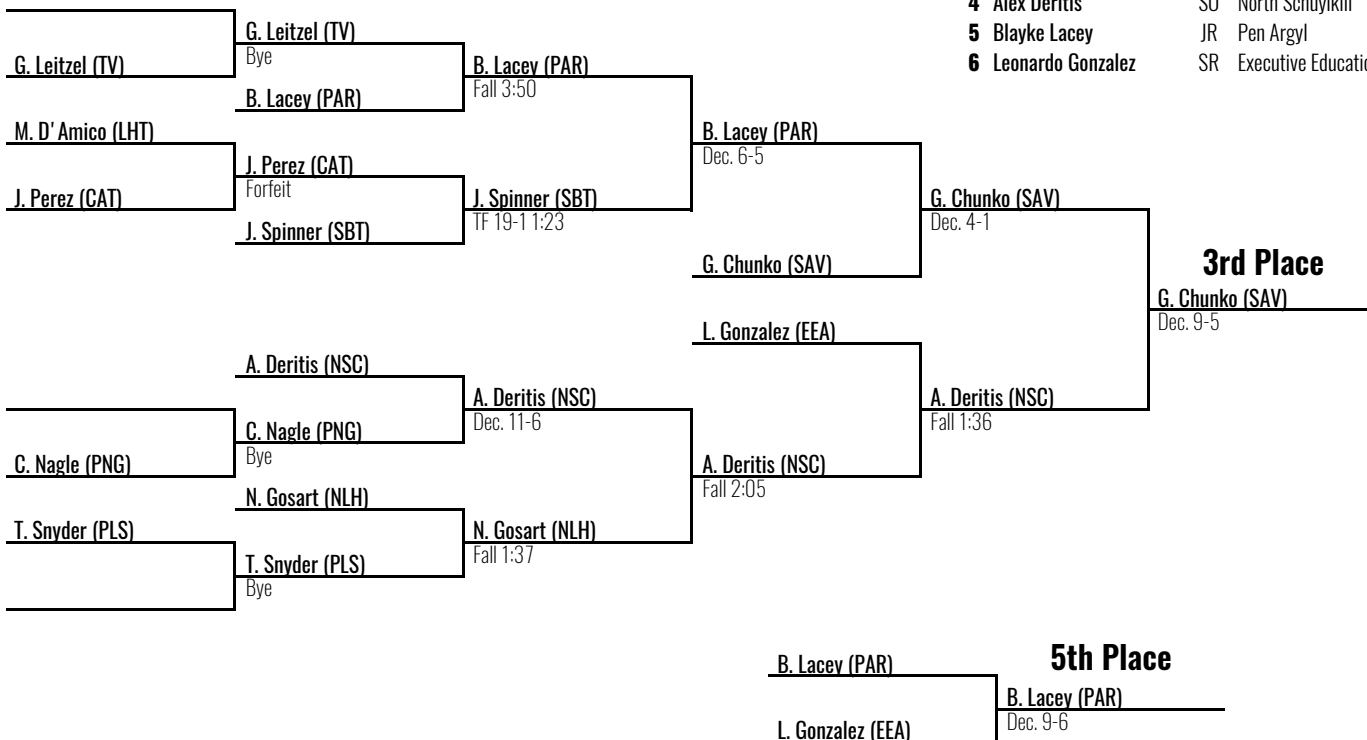 4 Alex Deritis SO North Schuylkill
5 Blayke Lacey JR Pen Argyl
6 Leonardo Gonzalez SR Executive
G. Leitzel (TV)
G. Leitzel (TV)
Bye
B. Lacey (PAR)
B. Lacey (PAR)
Fall 3:50
M. D'Amico (LHT)
J. Perez (CAT)
J. Perez (CAT)
Forfeit
J. Spinner (SBT)
J. Spinner (SBT)
TF 19-1 1:23
B. Lacey (PAR)
Dec. 6-5
G. Chunko (SAV)
G. Chunko (SAV)
Dec. 4-1
3rd Place
G. Chunko (SAV)
Dec. 9-5
L. Gonzalez (EEA)
A. Deritis (NSC)
A. Deritis (NSC)
Dec. 11-6
A. Deritis (NSC)
Fall 1:36
C. Nagle (PNG)
C. Nagle (PNG)
Bye
A. Deritis (NSC)
Fall 2:05
N. Gosart (NLH)
T. Snyder (PLS)
N. Gosart (NLH)
Fall 1:37
T. Snyder (PLS)
Bye
5th Place
B. Lacey (PAR)
B. Lacey (PAR)
Dec. 9-6
L. Gonzalez (EEA)